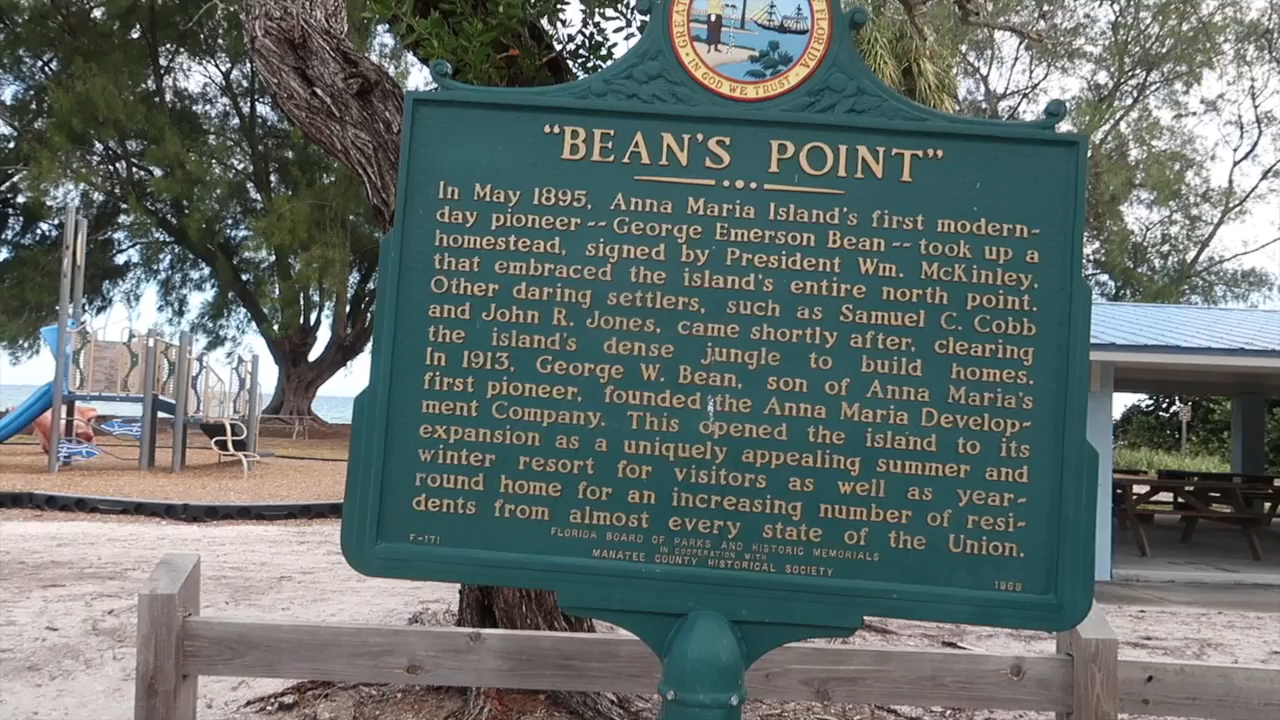 GREAT
FLORIDA
IN GOD WE TRUST
"BEAN'S POINT"
In May 1895, Anna Maria Island's first modern-
day pioneer -- George Emerson Bean -- took up a
homestead, signed by President Wm. McKinley,
that embraced the island's entire north point.
Other daring settlers, such as Samuel C. Cobb
and John R. Jones, came shortly after, clearing
the island's dense jungle to build homes.
In 1913, George W. Bean, son of Anna Maria's
first pioneer, founded the Anna Maria Develop-
ment Company. This opened the island to its
expansion as a uniquely appealing summer and
winter resort for visitors as well as year-
round home for an increasing number of resi-
dents from almost every state of the Union.
F-171
FLORIDA BOARD OF PARKS AND HISTORIC MEMORIALS
IN COOPERATION WITH
MANATEE COUNTY HISTORICAL SOCIETY
1969